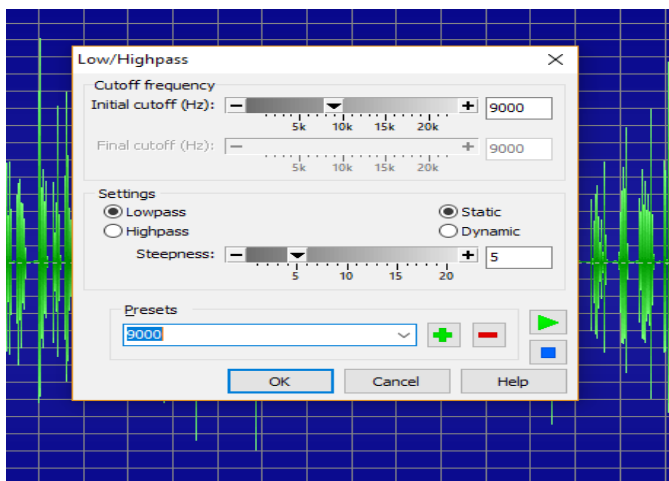 Low/Highpass
Cutoff frequency
Initial cutoff (Hz): 9000
5k 10k 15k 20k
Final cutoff (Hz): 9000
5k 10k 15k 20k
Settings
Lowpass Static
Highpass Dynamic
Steepness: 5
5 10 15 20
Presets
9000
OK Cancel Help